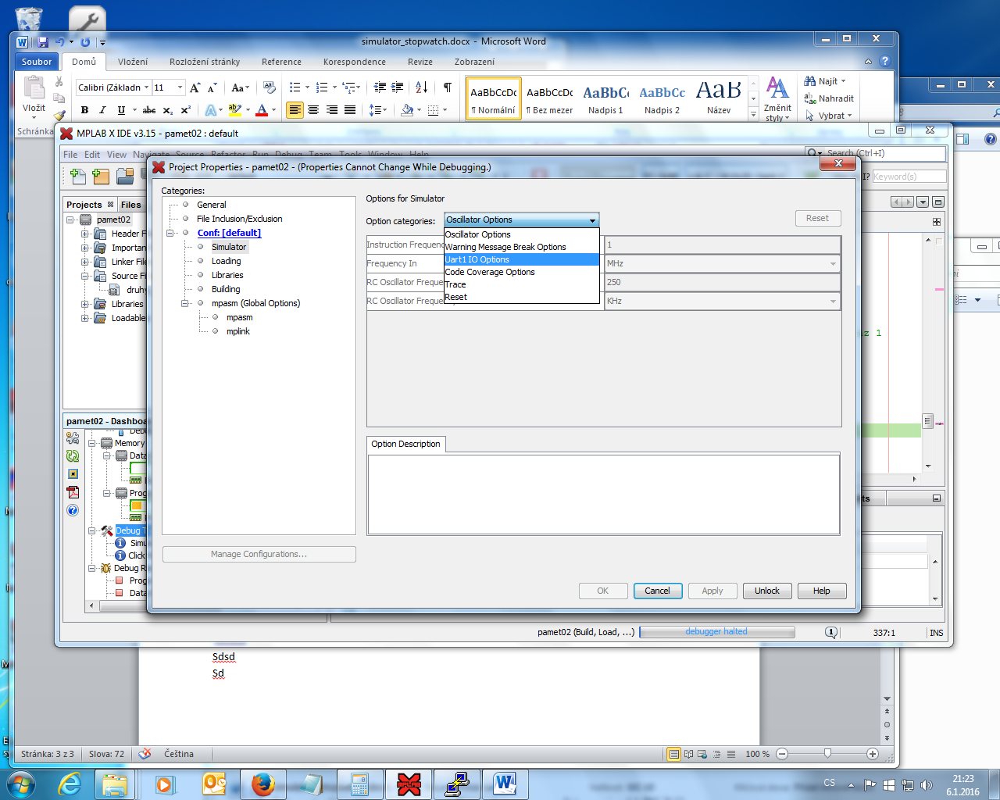 simulator_stopwatch.docx - Microsoft Word
Soubor Domů Vložení Rozložení stránky Reference Korespondence Revize Zobrazení
Calibri (Základn 11
Vložit
Schránka
AaBbCcDc AaBbCcDc AaBbCc AaBbCc AaB
¶ Normální ¶ Bez mezer Nadpis 1 Nadpis 2 Název
Změnit styly
Najít
Nahradit
Vybrat
MPLAB X IDE v3.15 - pamet02 : default
File Edit View Navigate Source Refactor Run Debug Team Tools Window Help
Search (Ctrl+I)
Keyword(s)
Projects Files
pamet02
Header F
Importan
Linker Fil
Source Fi
druhy
Libraries
Loadable
pamet02 - Dashboa
Debu
Memory
Data
Prog
Debug T
Simu
Click
Debug R
Prog
Data
Project Properties - pamet02 - (Properties Cannot Change While Debugging.)
Categories:
General
File Inclusion/Exclusion
Conf: [default]
Simulator
Loading
Libraries
Building
mpasm (Global Options)
mpasm
mplink
Manage Configurations...
Options for Simulator
Option categories: Oscillator Options
Reset
Oscillator Options
Warning Message Break Options
Uart1 IO Options
Code Coverage Options
Trace
Reset
Instruction Frequenc 1
Frequency In MHz
RC Oscillator Freque 250
RC Oscillator Freque KHz
Option Description
OK Cancel Apply Unlock Help
pamet02 (Build, Load, ...) debugger halted 337:1 INS
Sdsd
Sd
Stránka: 3 z 3 Slova: 72 Čeština 100 %
CS 21:23
6.1.2016